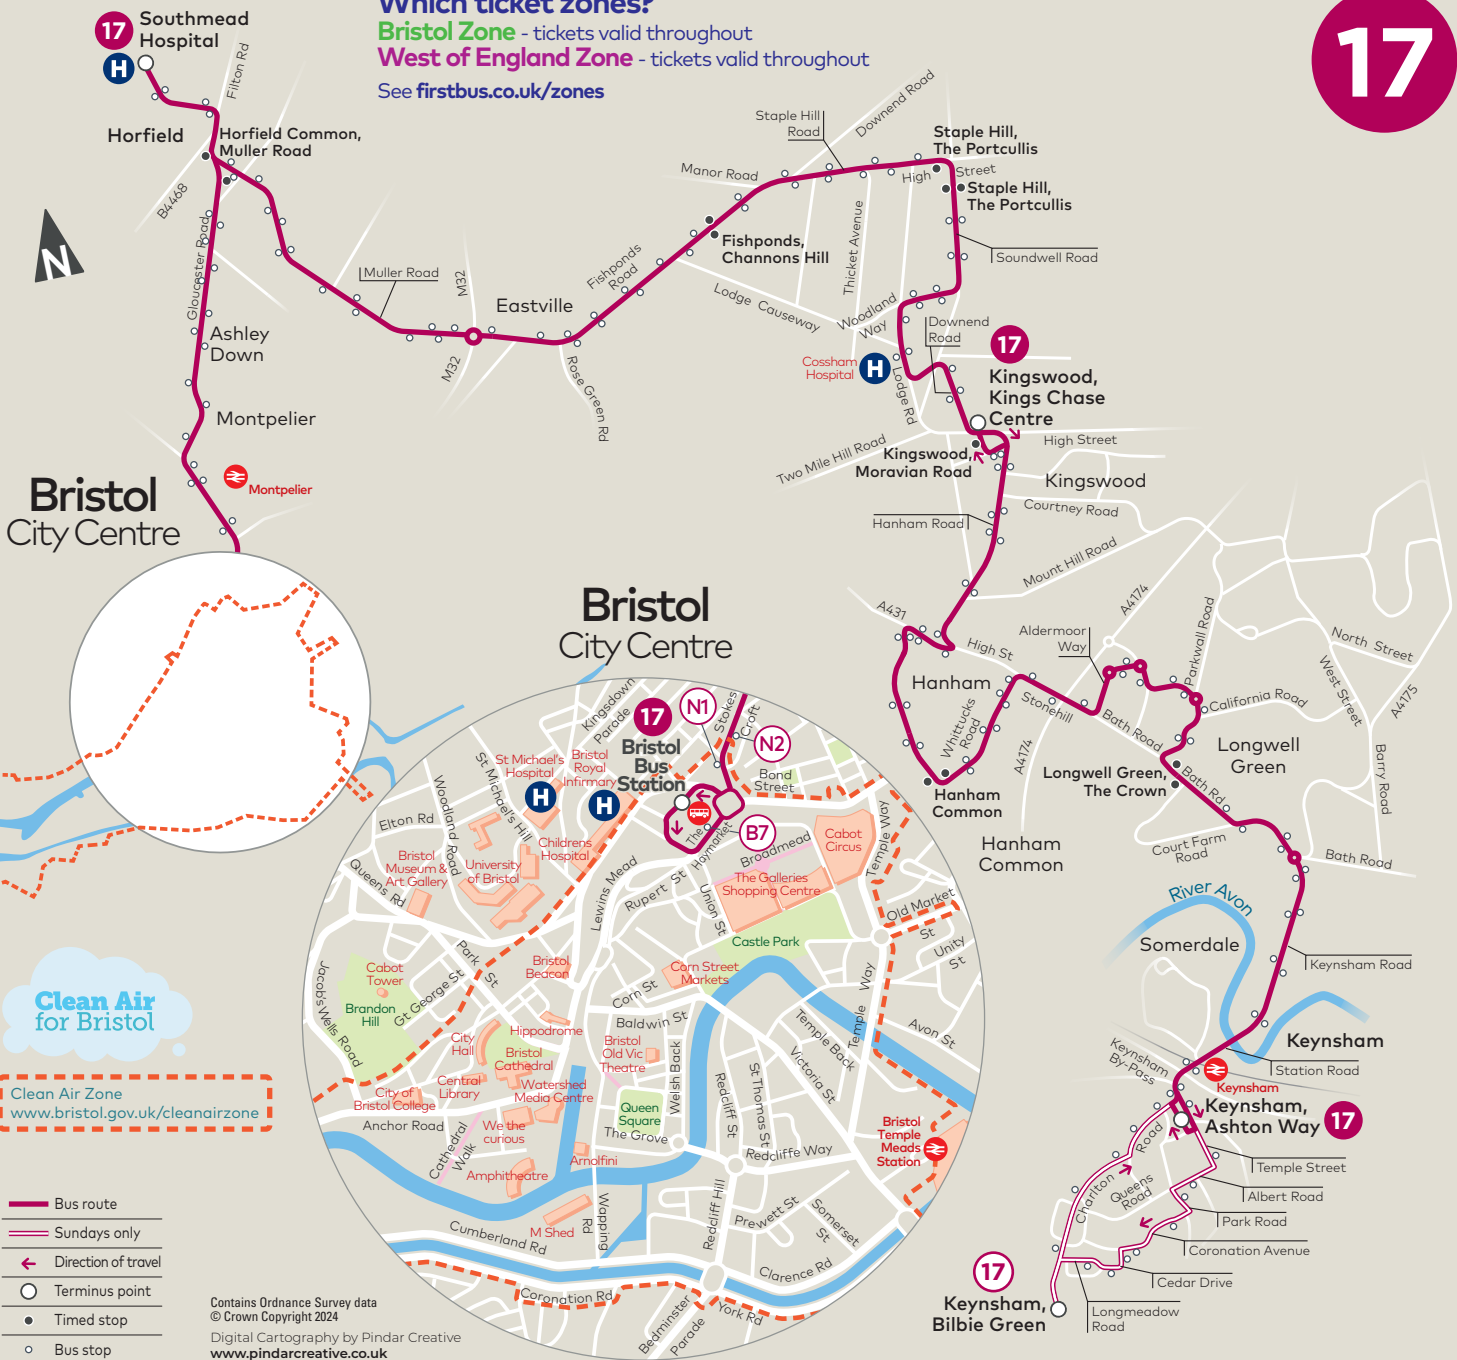 Which ticket zones?
Bristol Zone - tickets valid throughout
West of England Zone - tickets valid throughout
See firstbus.co.uk/zones
17
17
Southmead
Hospital
H
Filton Rd
Horfield
Horfield Common,
Muller Road
B4468
N
Gloucester Road
Muller Road
M32
M32
Eastville
Ashley
Down
Montpelier
Montpelier
Bristol
City Centre
Rose Green Rd
Fishponds
Road
Manor Road
Staple Hill
Road
Downend Road
Fishponds,
Channons Hill
Lodge Causeway
Thicket Avenue
Woodland
Way
Staple Hill,
The Portcullis
High Street
Staple Hill,
The Portcullis
Soundwell Road
Downend
Road
Cossham
Hospital
H
Lodge Rd
17
Kingswood,
Kings Chase
Centre
High Street
Two Mile Hill Road
Kingswood,
Moravian Road
Kingswood
Courtney Road
Hanham Road
Mount Hill Road
A431
High St
Aldermoor
Way
A4174
Parkwall Road
North Street
West Street
A4175
Hanham
Stonehill
Whittucks
Road
A4174
Bath Road
California Road
Longwell
Green
Barry Road
Longwell Green,
The Crown
Bath Rd
Hanham
Common
Hanham
Common
Court Farm
Road
Bath Road
River Avon
Somerdale
Keynsham Road
Keynsham
By-Pass
Keynsham
Station Road
Keynsham
Keynsham,
Ashton Way
17
Charlton Road
Queens
Road
Temple Street
Albert Road
Park Road
Coronation Avenue
Cedar Drive
Longmeadow
Road
17
Keynsham,
Bilbie Green
Bristol
City Centre
Kingsdown
Parade
17
Bristol
Bus
Station
N1
Stokes
Croft
N2
Bond
Street
B7
The
Haymarket
St Michael's
Hospital
H
Bristol
Royal
Infirmary
H
St Michael's Hill
Woodland Road
Elton Rd
Childrens
Hospital
University
of Bristol
Bristol
Museum &
Art Gallery
Queens Rd
Lewins Mead
Rupert St
Union St
Broadmead
The Galleries
Shopping Centre
Cabot
Circus
Temple Way
Old Market
St
Unity
St
Castle Park
Park St
Bristol
Beacon
Corn Street
Markets
Corn St
Cabot
Tower
Brandon
Hill
Gt George St
Jacob's Wells Road
Baldwin St
Hippodrome
City
Hall
Bristol
Cathedral
Bristol
Old Vic
Theatre
Welsh Back
Temple Way
Temple Back
Avon St
Victoria St
Central
Library
City of
Bristol College
Watershed
Media Centre
Queen
Square
Redcliff St
St Thomas St
Anchor Road
We the
curious
Cathedral
Walk
The Grove
Arnolfini
Amphitheatre
Redcliffe Way
Bristol
Temple
Meads
Station
M Shed
Wapping
Rd
Redcliff Hill
Prewett St
Somerset
St
Cumberland Rd
Clarence Rd
Coronation Rd
York Rd
Bedminster
Parade
Clean Air
for Bristol
Clean Air Zone
www.bristol.gov.uk/cleanairzone
Bus route
Sundays only
Direction of travel
Terminus point
Timed stop
Bus stop
Contains Ordnance Survey data
© Crown Copyright 2024
Digital Cartography by Pindar Creative
www.pindarcreative.co.uk